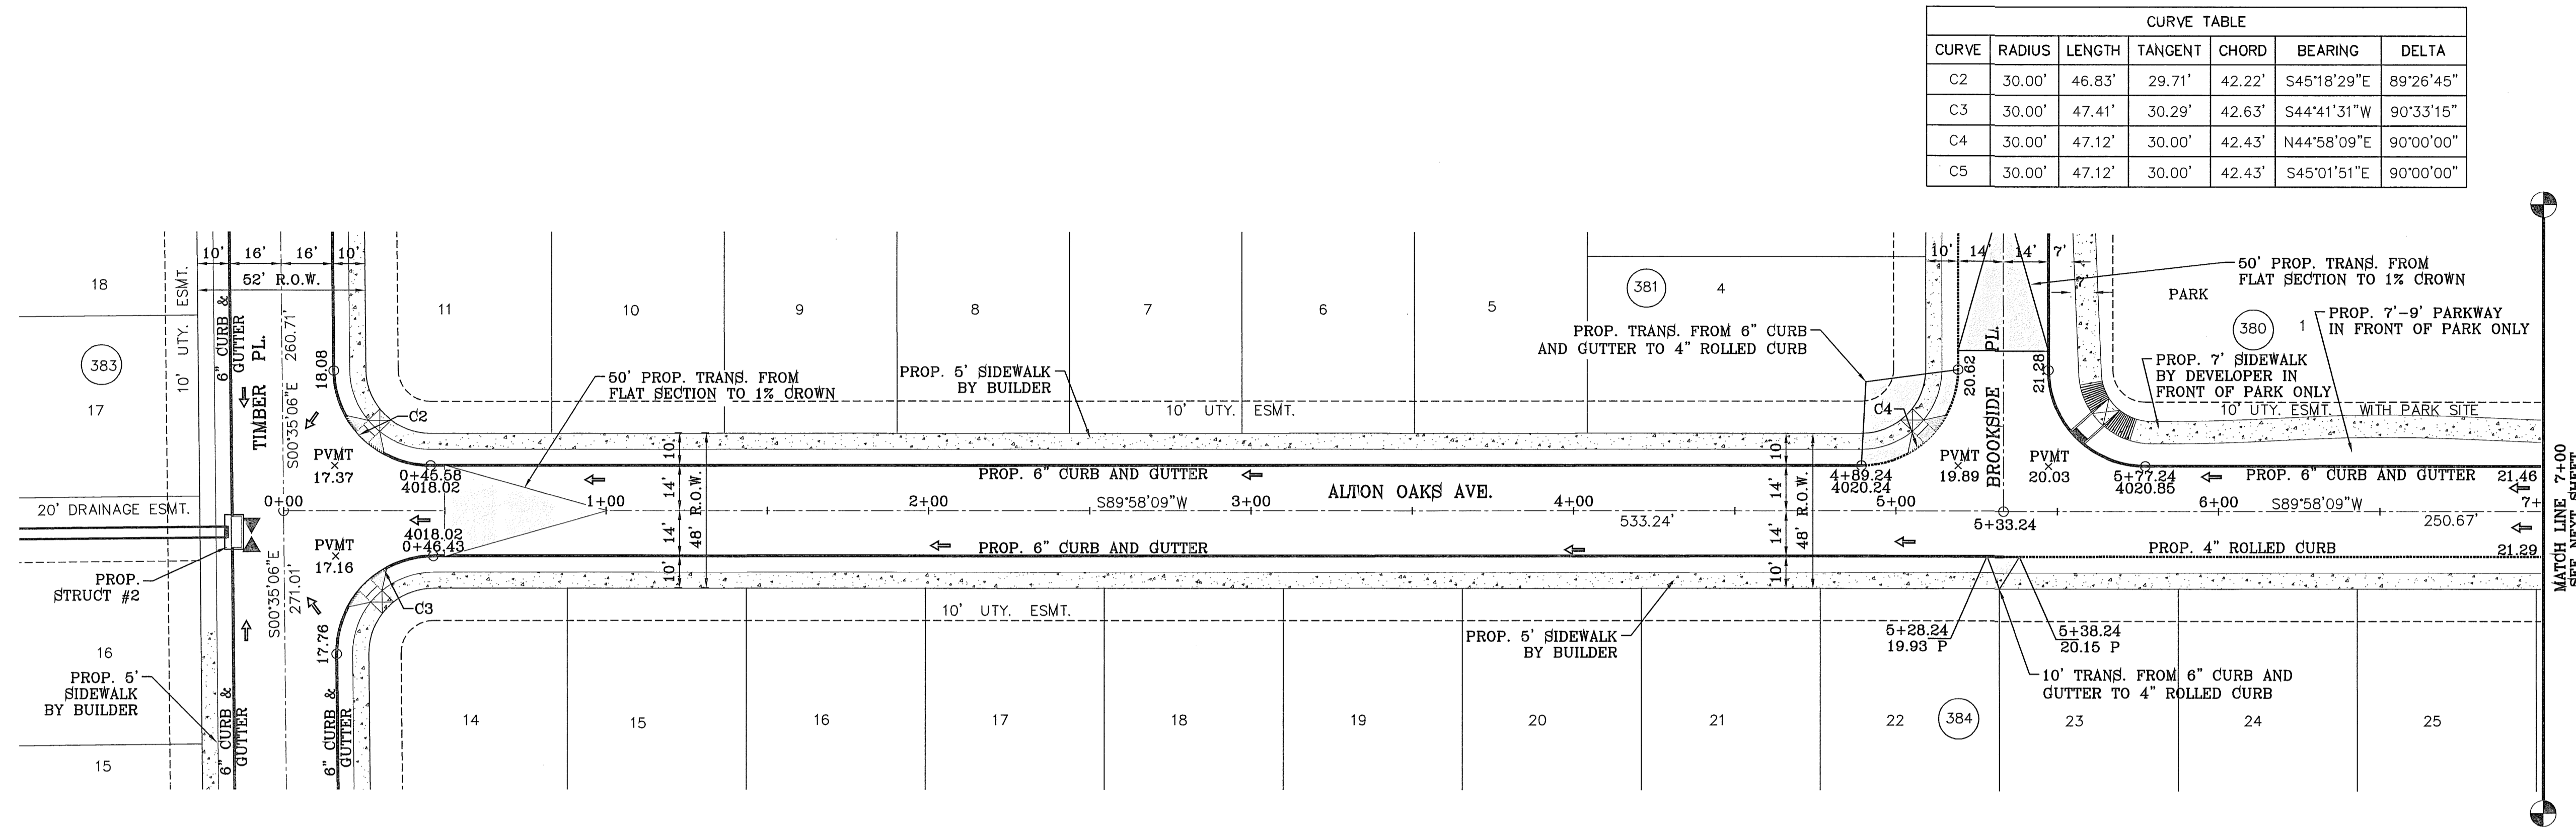 CURVE TABLE
CURVE RADIUS LENGTH TANGENT CHORD BEARING DELTA
C2 30.00' 46.83' 29.71' 42.22' S45°18'29"E 89°26'45"
C3 30.00' 47.41' 30.29' 42.63' S44°41'31"W 90°33'15"
C4 30.00' 47.12' 30.00' 42.43' N44°58'09"E 90°00'00"
C5 30.00' 47.12' 30.00' 42.43' S45°01'51"E 90°00'00"
10' 16' 16' 10'
52' R.O.W.
18
383
17
10' UTY. ESMT.
6" CURB &
GUTTER
TIMBER PL.
S00°35'06"E
260.71'
18.08
C2
PVMT
17.37
0+45.58
4018.02
0+00
20' DRAINAGE ESMT.
4018.02
0+46.43
PVMT
17.16
S00°35'06"E
271.01'
C3
17.76
PROP.
STRUCT #2
16
PROP. 5'
SIDEWALK
BY BUILDER
15
6" CURB &
GUTTER
6" CURB &
GUTTER
11
10
9
8
7
6
5
381
4
50' PROP. TRANS. FROM
FLAT SECTION TO 1% CROWN
PROP. 5' SIDEWALK
BY BUILDER
PROP. TRANS. FROM 6" CURB
AND GUTTER TO 4" ROLLED CURB
10' UTY. ESMT.
10'
14'
14'
10'
48' R.O.W.
PROP. 6" CURB AND GUTTER
1+00
2+00
S89°58'09"W
3+00
ALTON OAKS AVE.
4+00
533.24'
PROP. 6" CURB AND GUTTER
10'
14'
14'
10'
48' R.O.W.
10' UTY. ESMT.
10' 14' 14' 7'
7'
50' PROP. TRANS. FROM
FLAT SECTION TO 1% CROWN
PARK
380
1
PROP. 7'-9' PARKWAY
IN FRONT OF PARK ONLY
PROP. 7' SIDEWALK
BY DEVELOPER IN
FRONT OF PARK ONLY
10' UTY. ESMT. WITH PARK SITE
C4
20.62
BROOKSIDE PL.
21.28
4+89.24
4020.24
5+00
PVMT
19.89
PVMT
20.03
5+77.24
4020.85
PROP. 6" CURB AND GUTTER
21.46
5+33.24
6+00
S89°58'09"W
250.67'
7+
PROP. 4" ROLLED CURB
21.29
MATCH LINE 7+00
SEE NEXT SHEET
PROP. 5' SIDEWALK
BY BUILDER
5+28.24
19.93 P
5+38.24
20.15 P
10' TRANS. FROM 6" CURB AND
GUTTER TO 4" ROLLED CURB
14
15
16
17
18
19
20
21
22
384
23
24
25